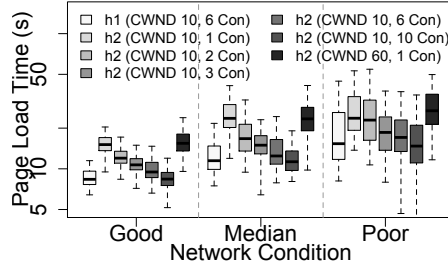 Page Load Time (s)
50
10
5
h1 (CWND 10, 6 Con)
h2 (CWND 10, 1 Con)
h2 (CWND 10, 2 Con)
h2 (CWND 10, 3 Con)
h2 (CWND 10, 6 Con)
h2 (CWND 10, 10 Con)
h2 (CWND 60, 1 Con)
Good Median Poor
Network Condition